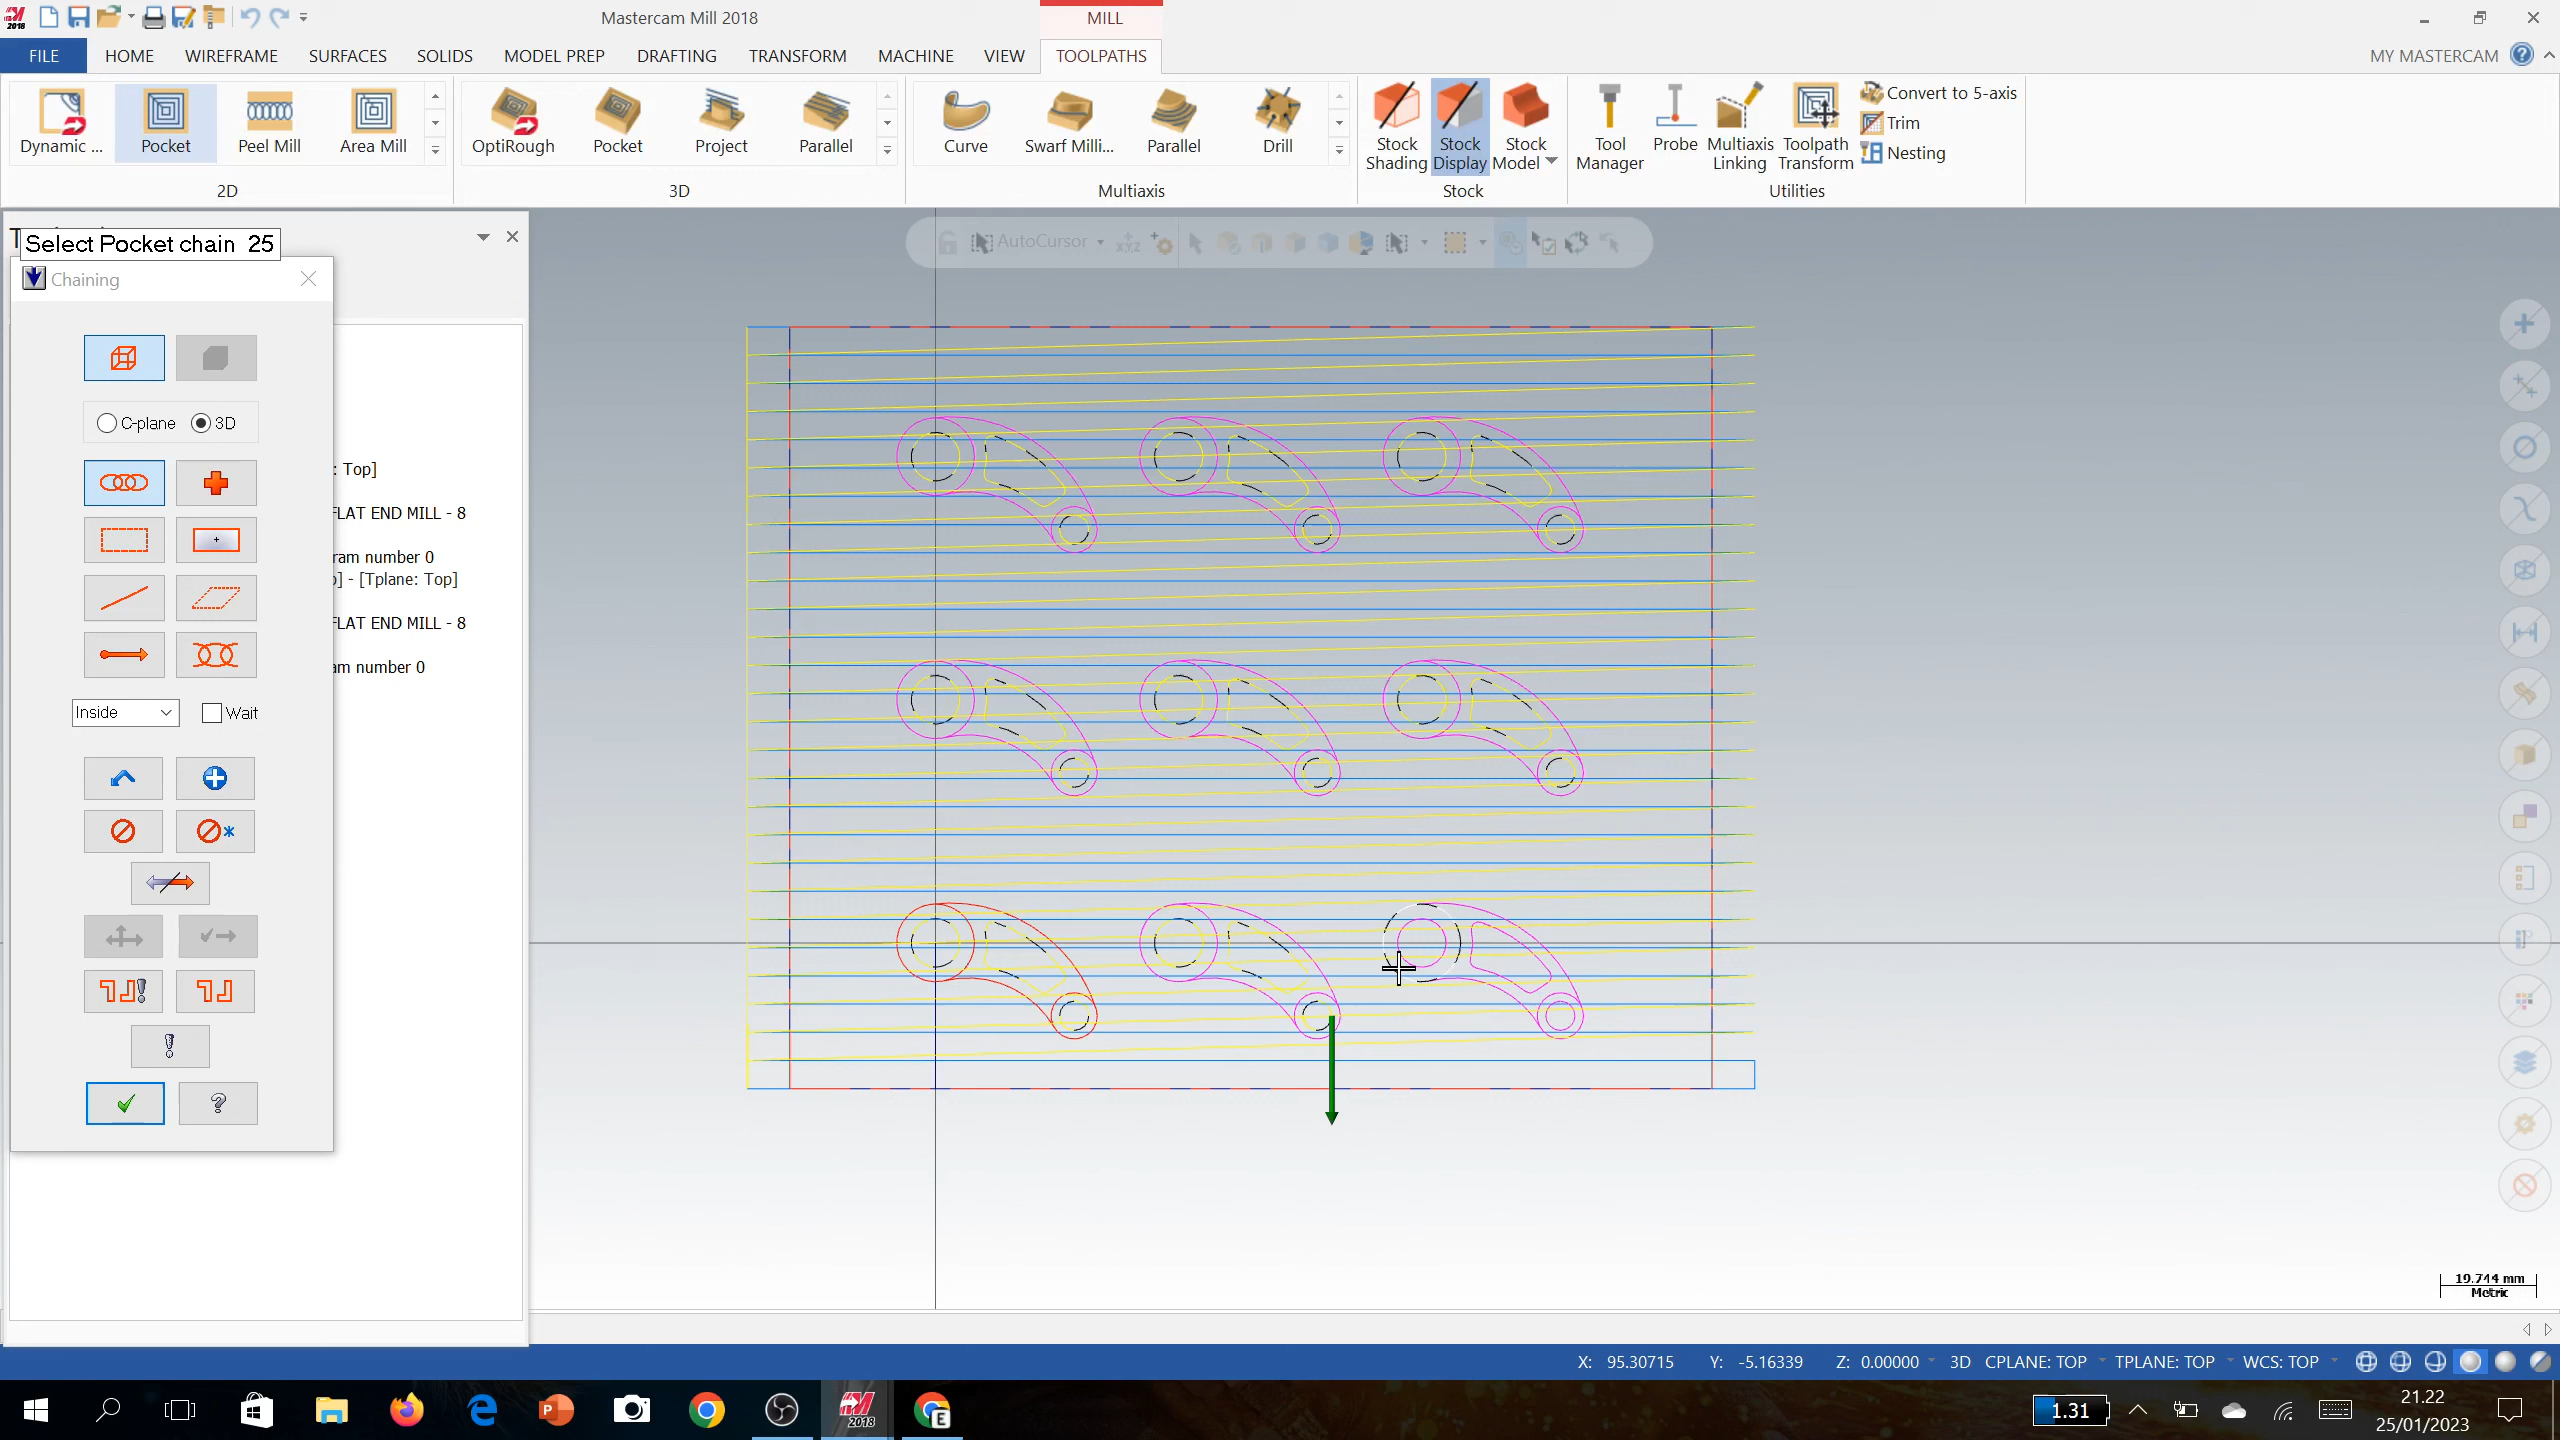 2018
Mastercam Mill 2018
MILL
FILE
HOME
WIREFRAME
SURFACES
SOLIDS
MODEL PREP
DRAFTING
TRANSFORM
MACHINE
VIEW
TOOLPATHS
MY MASTERCAM
Dynamic ...
Pocket
Peel Mill
Area Mill
2D
OptiRough
Pocket
Project
Parallel
3D
Curve
Swarf Milli...
Parallel
Drill
Multiaxis
Stock
Shading
Stock
Display
Stock
Model
Stock
Tool
Manager
Probe
Multiaxis
Linking
Toolpath
Transform
Convert to 5-axis
Trim
Nesting
Utilities
Select Pocket chain 25
Chaining
C-plane
3D
Inside
Wait
: Top]
FLAT END MILL - 8
ram number 0
] - [Tplane: Top]
FLAT END MILL - 8
am number 0
AutoCursor
XYZ
19.744 mm
Metric
X: 95.30715
Y: -5.16339
Z: 0.00000
3D
CPLANE: TOP
TPLANE: TOP
WCS: TOP
2018
E
1.31
21.22
25/01/2023